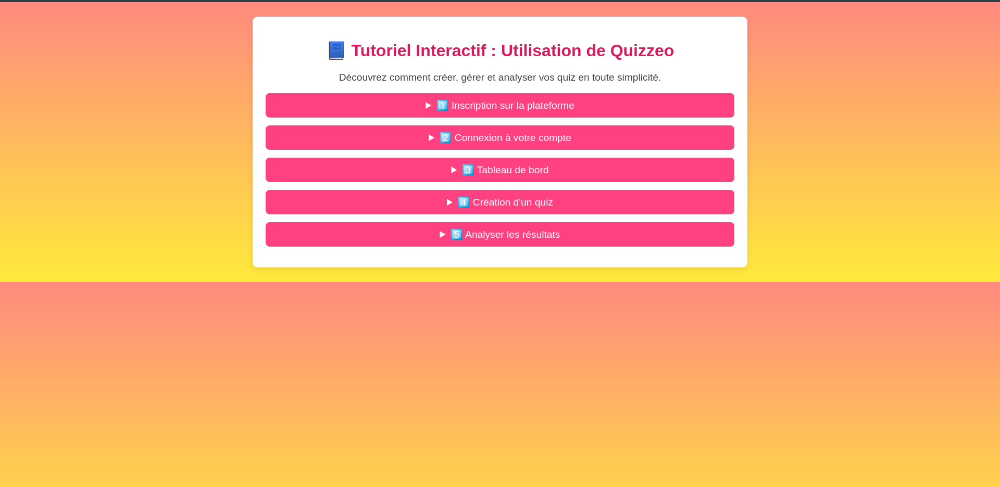 📘 Tutoriel Interactif : Utilisation de Quizzeo
Découvrez comment créer, gérer et analyser vos quiz en toute simplicité.
▶ 1️⃣ Inscription sur la plateforme
▶ 2️⃣ Connexion à votre compte
▶ 3️⃣ Tableau de bord
▶ 4️⃣ Création d'un quiz
▶ 5️⃣ Analyser les résultats